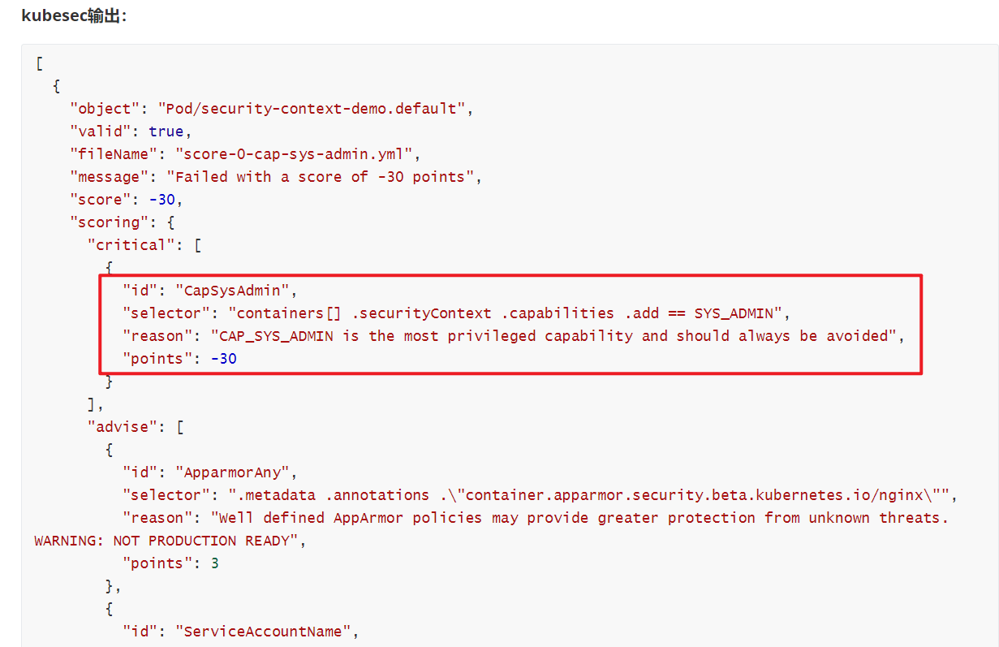 kubesec输出：
[
  {
    "object": "Pod/security-context-demo.default",
    "valid": true,
    "fileName": "score-0-cap-sys-admin.yml",
    "message": "Failed with a score of -30 points",
    "score": -30,
    "scoring": {
      "critical": [
        {
          "id": "CapSysAdmin",
          "selector": "containers[] .securityContext .capabilities .add == SYS_ADMIN",
          "reason": "CAP_SYS_ADMIN is the most privileged capability and should always be avoided",
          "points": -30
        }
      ],
      "advise": [
        {
          "id": "ApparmorAny",
          "selector": ".metadata .annotations .\"container.apparmor.security.beta.kubernetes.io/nginx\"",
          "reason": "Well defined AppArmor policies may provide greater protection from unknown threats.
WARNING: NOT PRODUCTION READY",
          "points": 3
        },
        {
          "id": "ServiceAccountName",